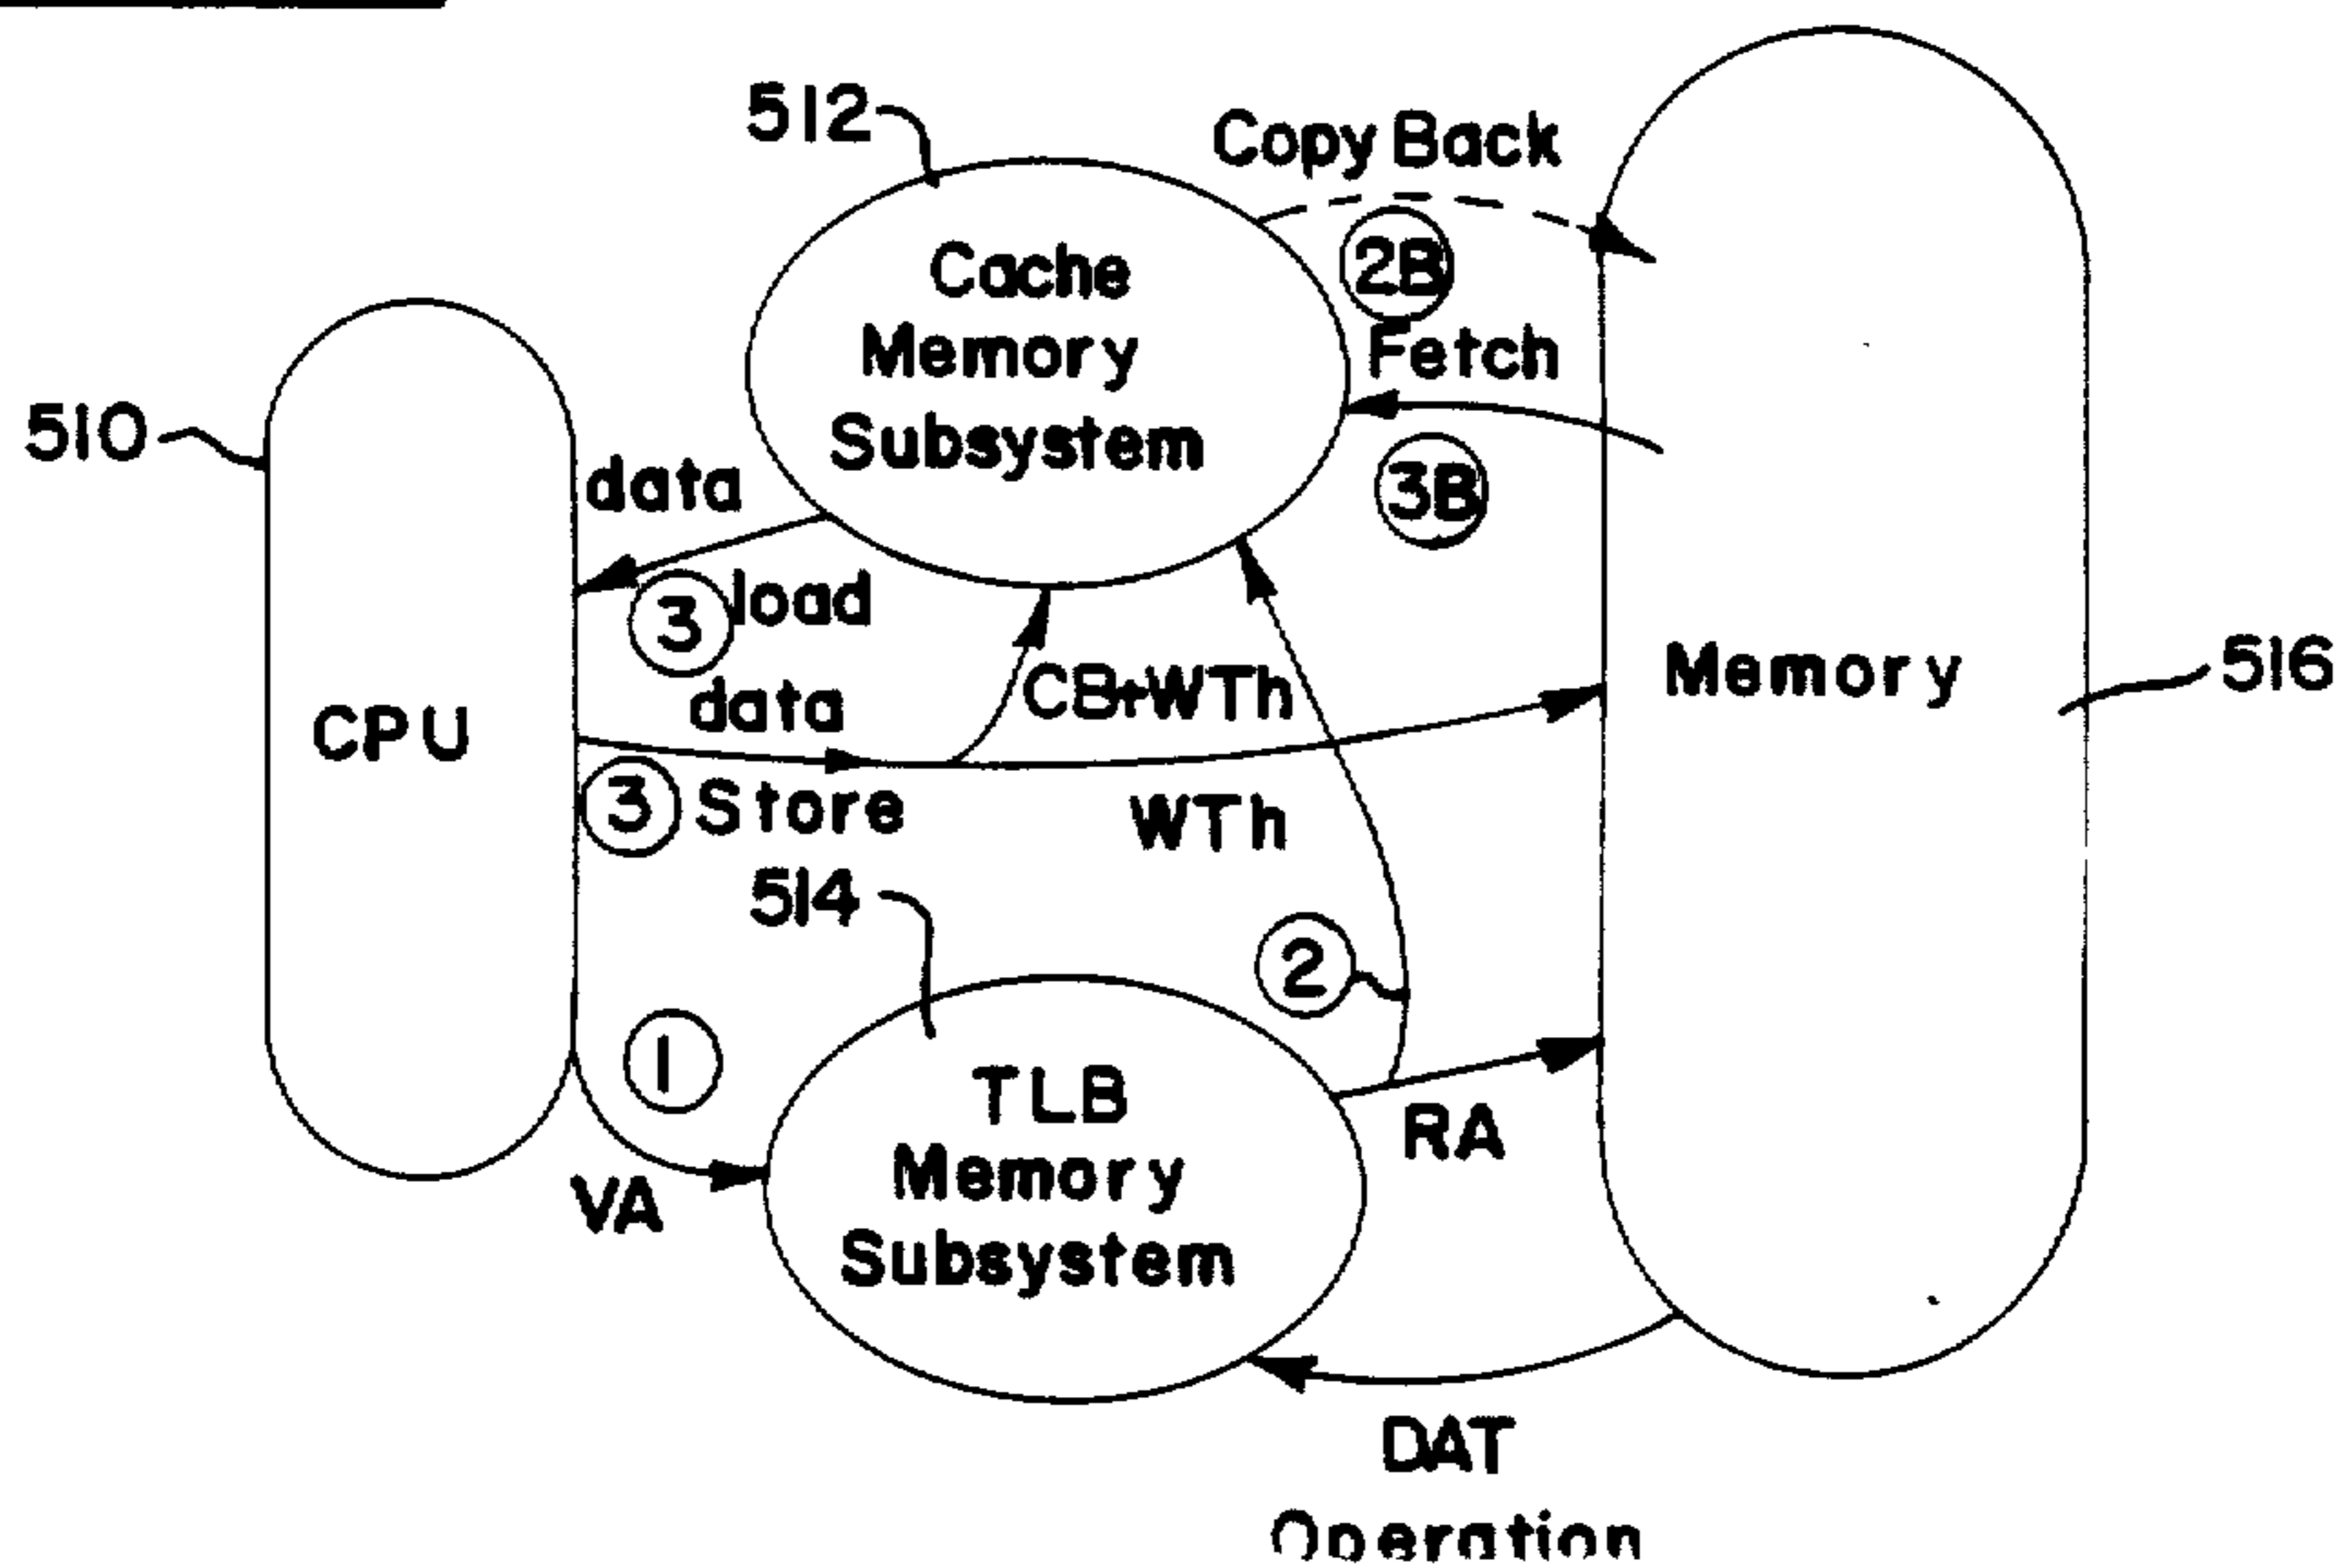 512
Copy Back
2B
Cache
Memory
Subsystem
Fetch
3B
510
data
3 load
CB+WTh
data
CPU
Memory
516
3 Store
WTh
514
2
1
TLB
Memory
Subsystem
RA
VA
DAT
Operation